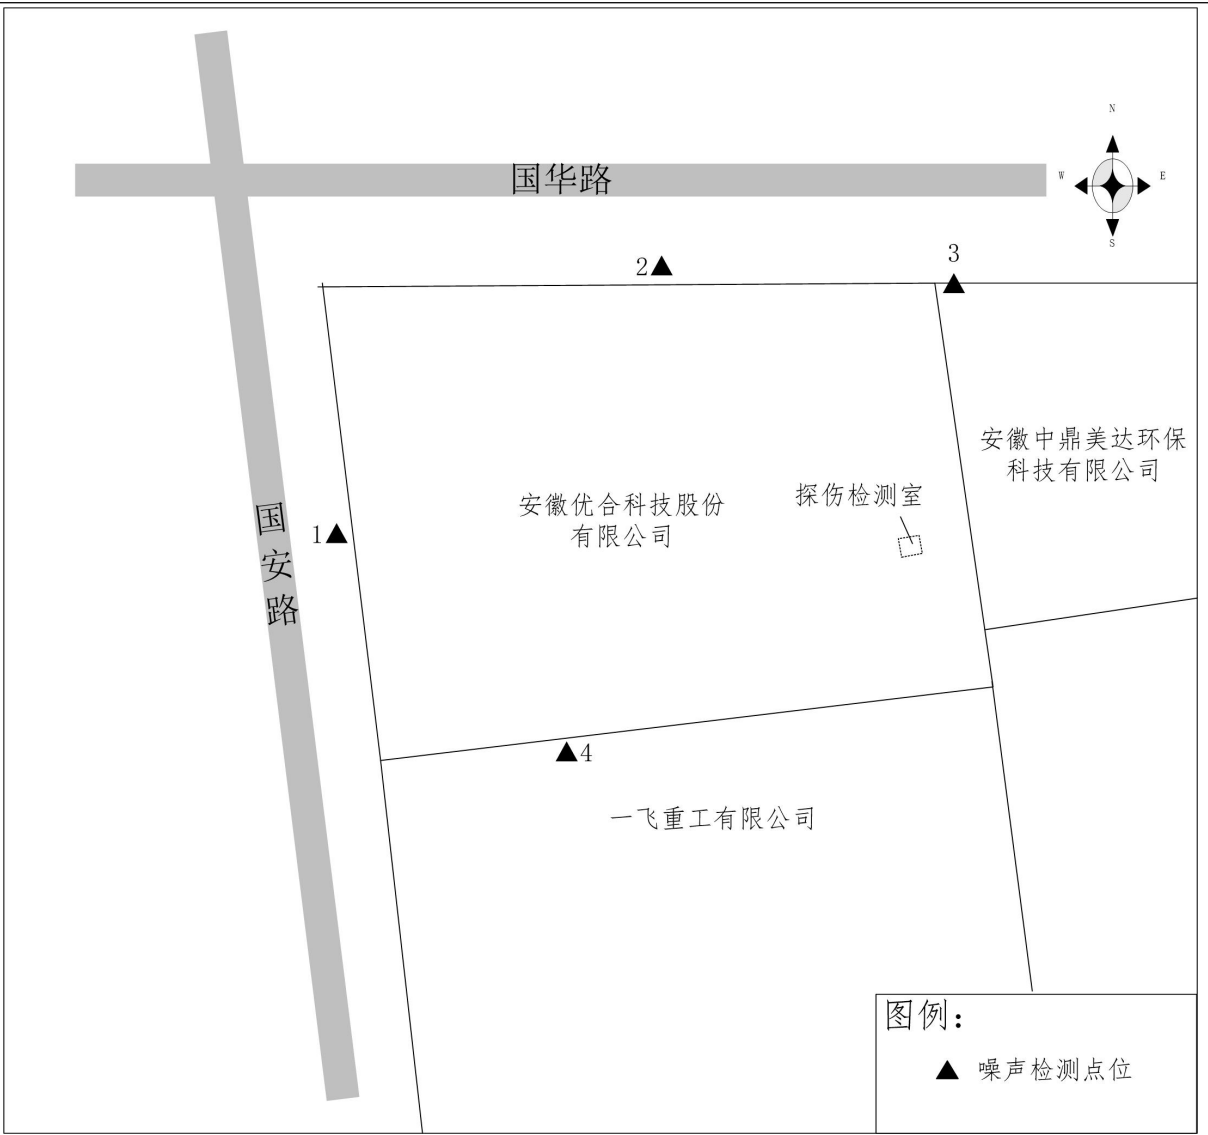 N
国华路
W
E
S
2
3
安徽中鼎美达环保
科技有限公司
安徽优合科技股份
有限公司
探伤检测室
1
国安路
4
一飞重工有限公司
图例：
噪声检测点位